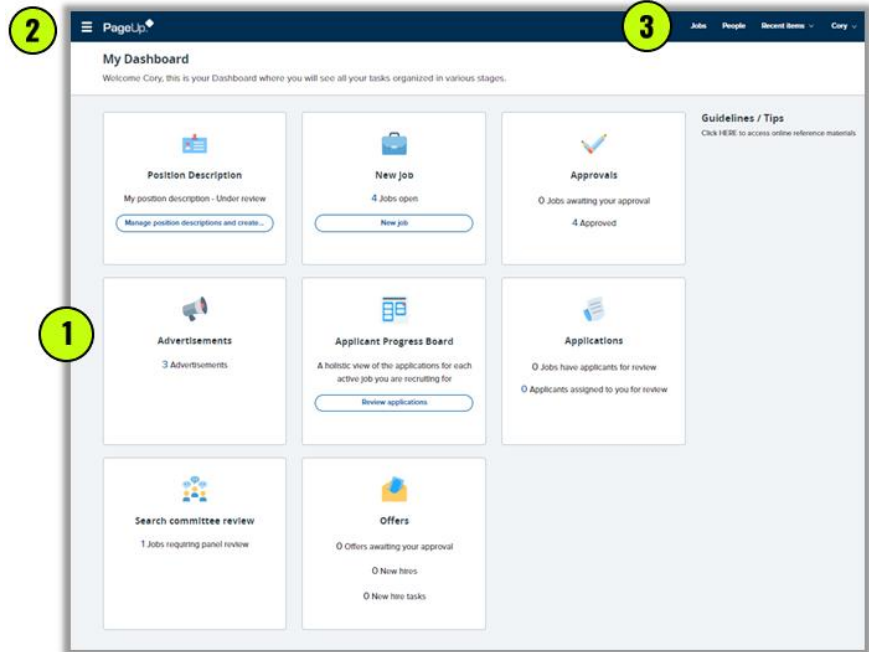 2
PageUp
3
Jobs People Recent items Cory
My Dashboard
Welcome Cory, this is your Dashboard where you will see all your tasks organized in various stages.
Guidelines / Tips
Click HERE to access online reference materials
Position Description
My position description - Under review
Manage position descriptions and create...
New job
4 Jobs open
New job
Approvals
0 Jobs awaiting your approval
4 Approved
1
Advertisements
3 Advertisements
Applicant Progress Board
A holistic view of the applications for each
active job you are recruiting for
Review applications
Applications
0 Jobs have applicants for review
0 Applicants assigned to you for review
Search committee review
1 Jobs requiring panel review
Offers
0 Offers awaiting your approval
0 New hires
0 New hire tasks